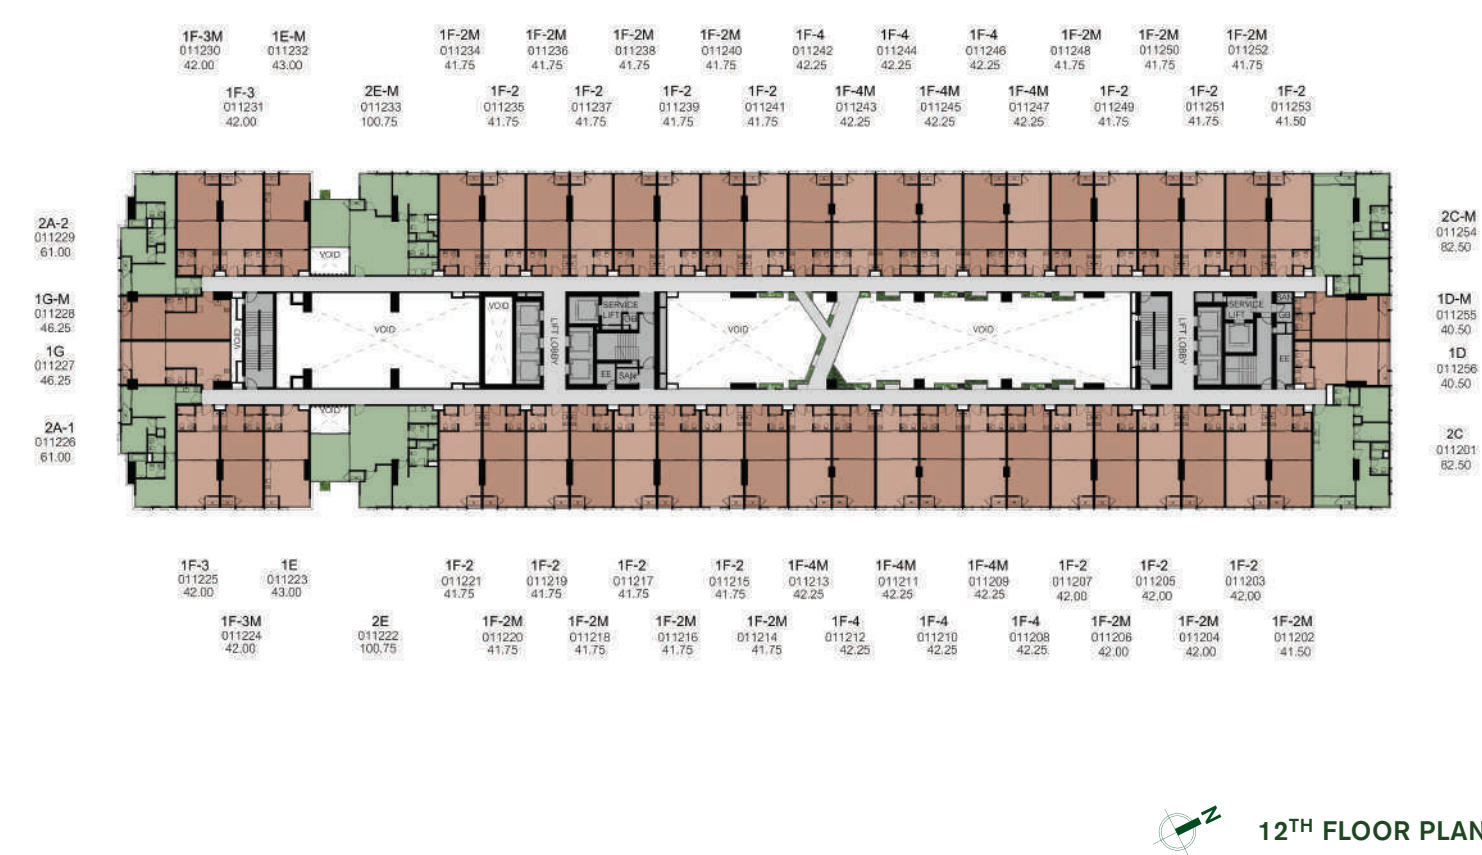 1F-3M
011230
42.00
1E-M
011232
43.00
1F-2M
011234
41.75
1F-2M
011236
41.75
1F-2M
011238
41.75
1F-2M
011240
41.75
1F-4
011242
42.25
1F-4
011244
42.25
1F-4
011246
42.25
1F-2M
011248
41.75
1F-2M
011250
41.75
1F-2M
011252
41.75
1F-3
011231
42.00
2E-M
011233
100.75
1F-2
011235
41.75
1F-2
011237
41.75
1F-2
011239
41.75
1F-2
011241
41.75
1F-4M
011243
42.25
1F-4M
011245
42.25
1F-4M
011247
42.25
1F-2
011249
41.75
1F-2
011251
41.75
1F-2
011253
41.50
2A-2
011229
61.00
1G-M
011228
46.25
1G
011227
46.25
2A-1
011226
61.00
VOID
VOID
VOID
VOID
VOID
LIFT LOBBY
SERVICE
LIFT
GB
EE
SAN
VOID
VOID
LIFT LOBBY
SERVICE
LIFT
SAN
GB
EE
2C-M
011254
82.50
1D-M
011255
40.50
1D
011256
40.50
2C
011201
82.50
1F-3
011225
42.00
1E
011223
43.00
1F-2
011221
41.75
1F-2
011219
41.75
1F-2
011217
41.75
1F-2
011215
41.75
1F-4M
011213
42.25
1F-4M
011211
42.25
1F-4M
011209
42.25
1F-2
011207
42.00
1F-2
011205
42.00
1F-2
011203
42.00
1F-3M
011224
42.00
2E
011222
100.75
1F-2M
011220
41.75
1F-2M
011218
41.75
1F-2M
011216
41.75
1F-2M
011214
41.75
1F-4
011212
42.25
1F-4
011210
42.25
1F-4
011208
42.25
1F-2M
011206
42.00
1F-2M
011204
42.00
1F-2M
011202
41.50
N
12TH FLOOR PLAN